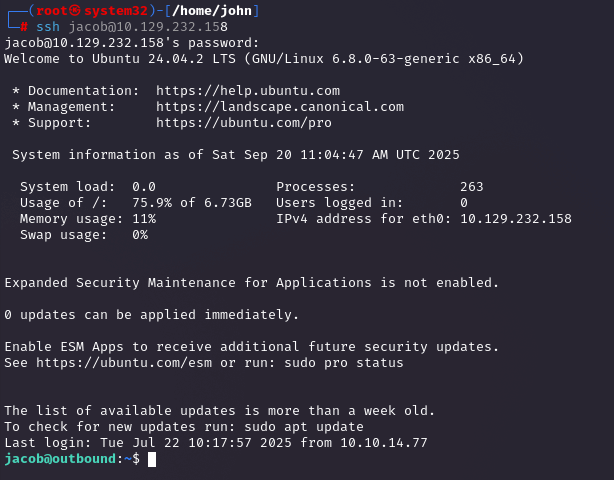 ┌──(root㉿system32)-[/home/john]
└─# ssh jacob@10.129.232.158
jacob@10.129.232.158's password:
Welcome to Ubuntu 24.04.2 LTS (GNU/Linux 6.8.0-63-generic x86_64)

 * Documentation:  https://help.ubuntu.com
 * Management:     https://landscape.canonical.com
 * Support:        https://ubuntu.com/pro

 System information as of Sat Sep 20 11:04:47 AM UTC 2025

  System load:  0.0               Processes:             263
  Usage of /:   75.9% of 6.73GB   Users logged in:       0
  Memory usage: 11%               IPv4 address for eth0: 10.129.232.158
  Swap usage:   0%


Expanded Security Maintenance for Applications is not enabled.

0 updates can be applied immediately.

Enable ESM Apps to receive additional future security updates.
See https://ubuntu.com/esm or run: sudo pro status


The list of available updates is more than a week old.
To check for new updates run: sudo apt update
Last login: Tue Jul 22 10:17:57 2025 from 10.10.14.77
jacob@outbound:~$